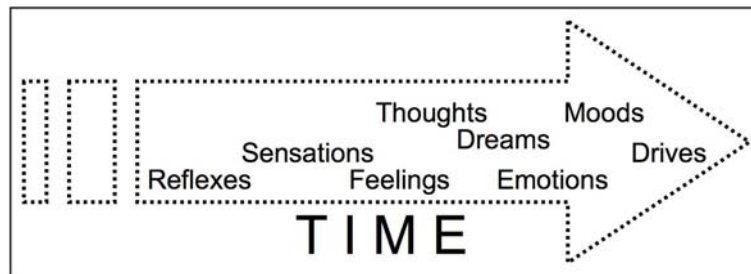 Thoughts Moods
Dreams
Sensations Drives
Reflexes Feelings Emotions
TIME